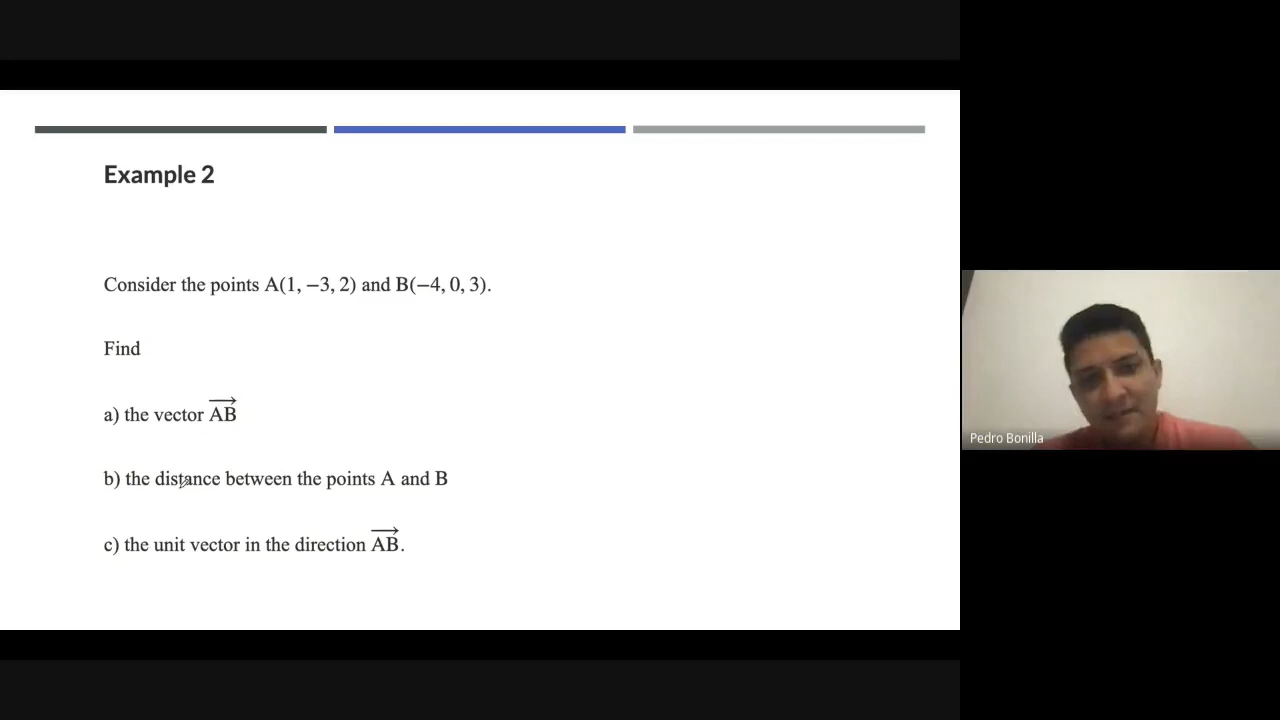 Example 2
Consider the points A(1, −3, 2) and B(−4, 0, 3).
Find
a) the vector \overrightarrow{AB}
b) the distance between the points A and B
c) the unit vector in the direction \overrightarrow{AB}.
Pedro Bonilla